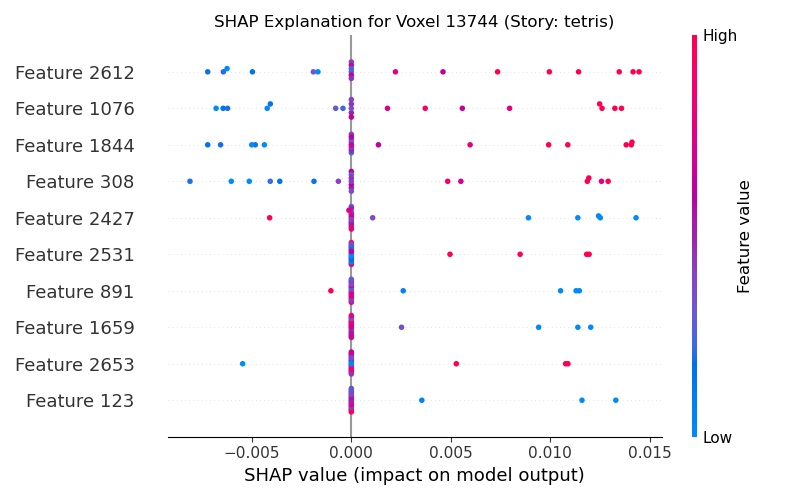 SHAP Explanation for Voxel 13744 (Story: tetris)
High
Feature 2612
Feature 1076
Feature 1844
Feature 308
Feature 2427
Feature 2531
Feature 891
Feature 1659
Feature 2653
Feature 123
Feature value
Low
−0.005 0.000 0.005 0.010 0.015
SHAP value (impact on model output)